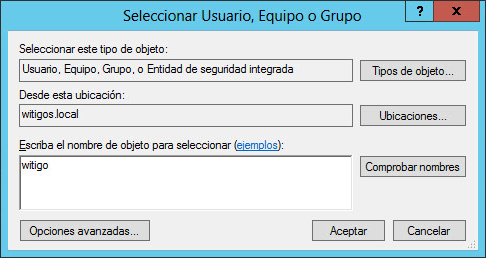 Seleccionar Usuario, Equipo o Grupo
?
x
Seleccionar este tipo de objeto:
Usuario, Equipo, Grupo, o Entidad de seguridad integrada
Tipos de objeto...
Desde esta ubicación:
witigos.local
Ubicaciones...
Escriba el nombre de objeto para seleccionar (ejemplos):
witigo
Comprobar nombres
Opciones avanzadas...
Aceptar
Cancelar